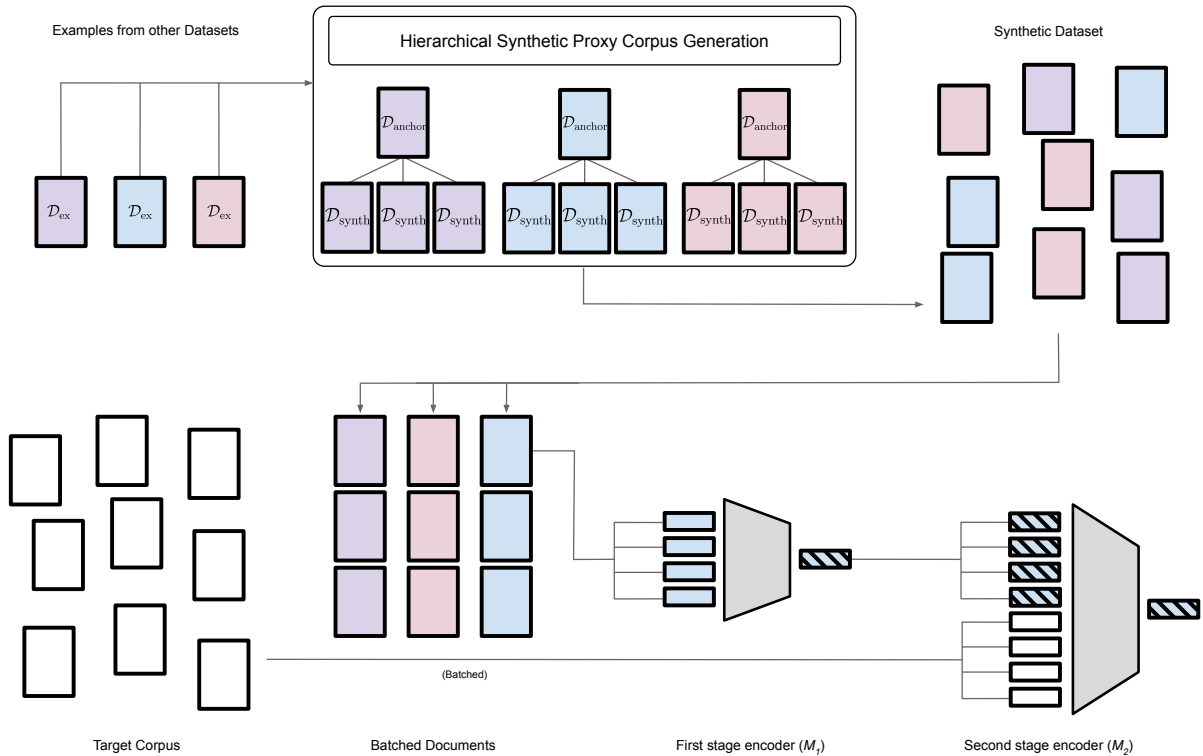 Examples from other Datasets
Hierarchical Synthetic Proxy Corpus Generation
Synthetic Dataset
𝒟anchor 𝒟anchor 𝒟anchor
𝒟ex 𝒟ex 𝒟ex
𝒟synth 𝒟synth 𝒟synth 𝒟synth 𝒟synth 𝒟synth 𝒟synth 𝒟synth 𝒟synth
(Batched)
Target Corpus
Batched Documents
First stage encoder (M₁)
Second stage encoder (M₂)